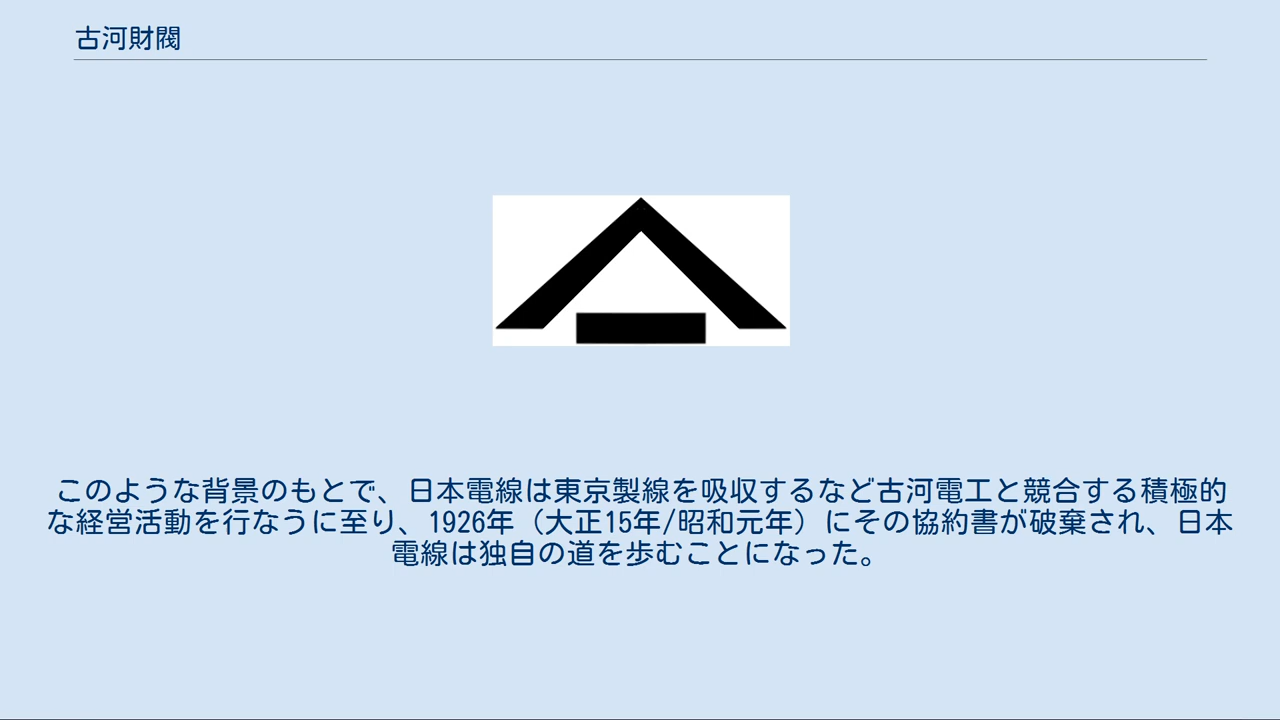 古河財閥
このような背景のもとで、日本電線は東京製線を吸収するなど古河電工と競合する積極的
な経営活動を行なうに至り、1926年（大正15年/昭和元年）にその協約書が破棄され、日本
電線は独自の道を歩むことになった。